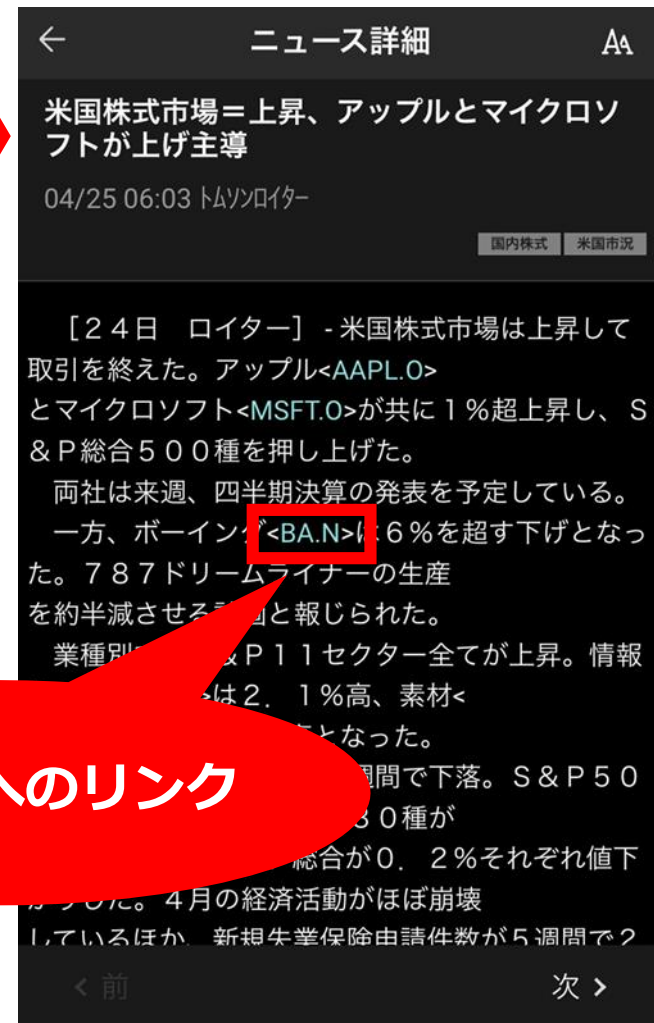 ニュース詳細
米国株式市場=上昇、アップルとマイクロソ
フトが上げ主導
04/25 06:03 ﾄﾑｿﾝﾛｲﾀｰ
国内株式 米国市況
[24日 ロイター] - 米国株式市場は上昇して
取引を終えた。アップル<AAPL.O>
とマイクロソフト<MSFT.O>が共に1%超上昇し、S
&P総合500種を押し上げた。
両社は来週、四半期決算の発表を予定している。
一方、ボーイング<BA.N>は6%を超す下げとなっ
た。787ドリームライナーの生産
を約半減させる と報じられた。
業種別 P11セクター全てが上昇。情報
>は2.1%高、素材<
となった。
週間で下落。S&P50
へのリンク
0種が
総合が0.2%それぞれ値下
がりした。4月の経済活動がほぼ崩壊
しているほか、新規失業保険申請件数が5週間で2
< 前 次 >